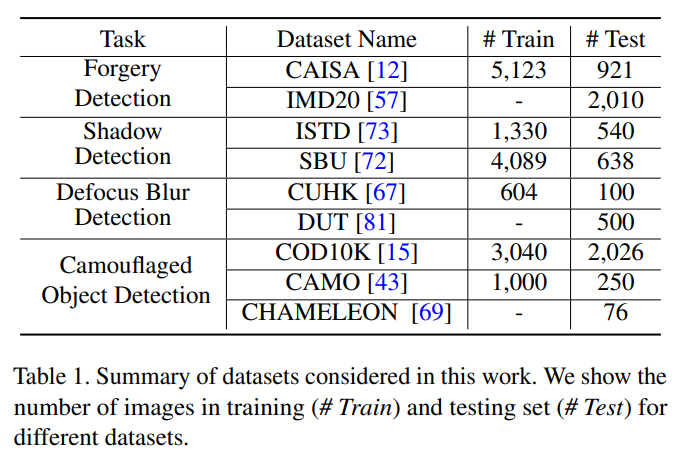 Task Dataset Name # Train # Test
Forgery Detection CAISA [12] 5,123 921
IMD20 [57] - 2,010
Shadow Detection ISTD [73] 1,330 540
SBU [72] 4,089 638
Defocus Blur Detection CUHK [67] 604 100
DUT [81] - 500
Camouflaged Object Detection COD10K [15] 3,040 2,026
CAMO [43] 1,000 250
CHAMELEON [69] - 76
Table 1. Summary of datasets considered in this work. We show the
number of images in training (# Train) and testing set (# Test) for
different datasets.